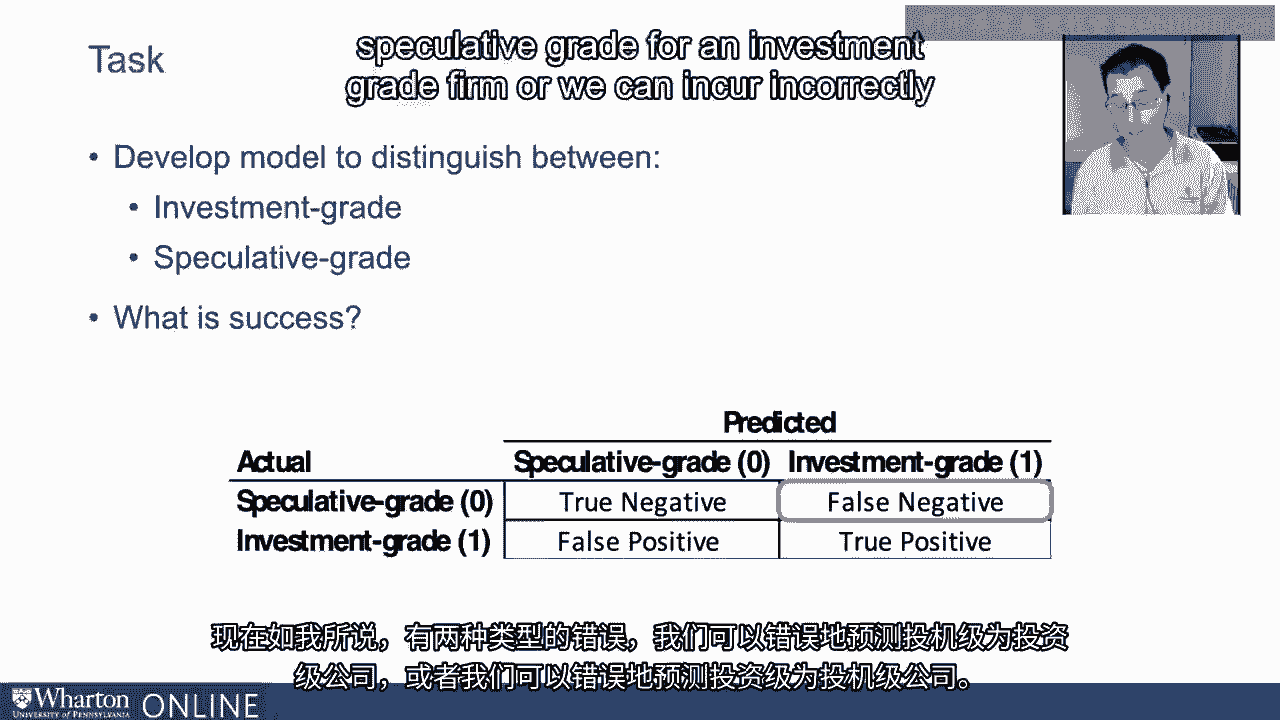 Task
speculative grade for an investment
grade firm or we can incur incorrectly
• Develop model to distinguish between:
• Investment-grade
• Speculative-grade
• What is success?
Predicted
Actual Speculative-grade (0) Investment-grade (1)
Speculative-grade (0) True Negative False Negative
Investment-grade (1) False Positive True Positive
现在如我所说，有两种类型的错误，我们可以错误地预测投机级为投资
级公司，或者我们可以错误地预测投资级为投机级公司。
Wharton ONLINE
UNIVERSITY OF PENNSYLVANIA